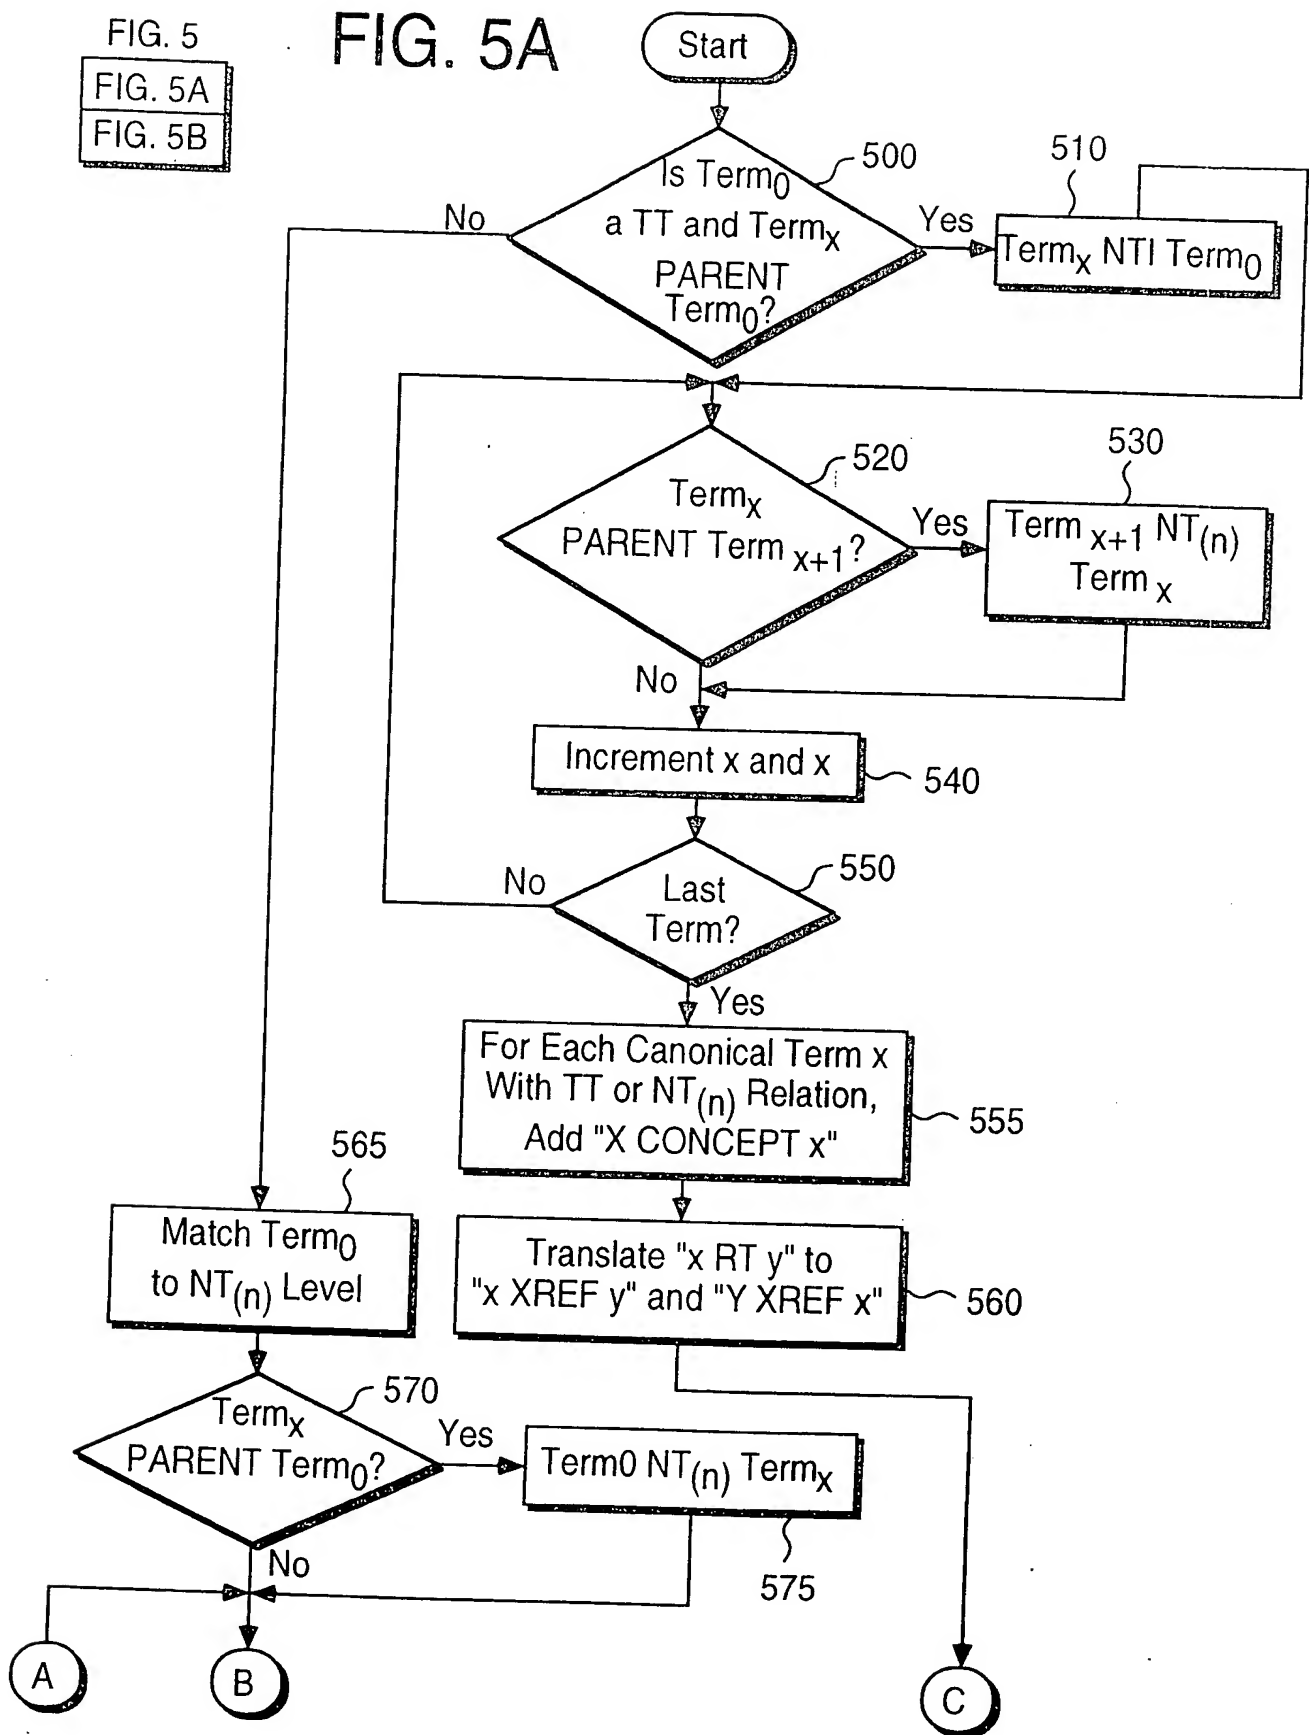 FIG. 5
FIG. 5A
FIG. 5B
FIG. 5A
Start
500
Is Term0
a TT and Termx
PARENT
Term0?
No
Yes
510
Termx NTI Term0
520
Termx
PARENT Term x+1?
Yes
530
Term x+1 NT(n)
Term x
No
Increment x and x
540
550
No
Last
Term?
Yes
For Each Canonical Term x
With TT or NT(n) Relation,
Add "X CONCEPT x"
555
565
Match Term0
to NT(n) Level
Translate "x RT y" to
"x XREF y" and "Y XREF x"
560
570
Termx
PARENT Term0?
Yes
Term0 NT(n) Termx
575
No
A
B
C